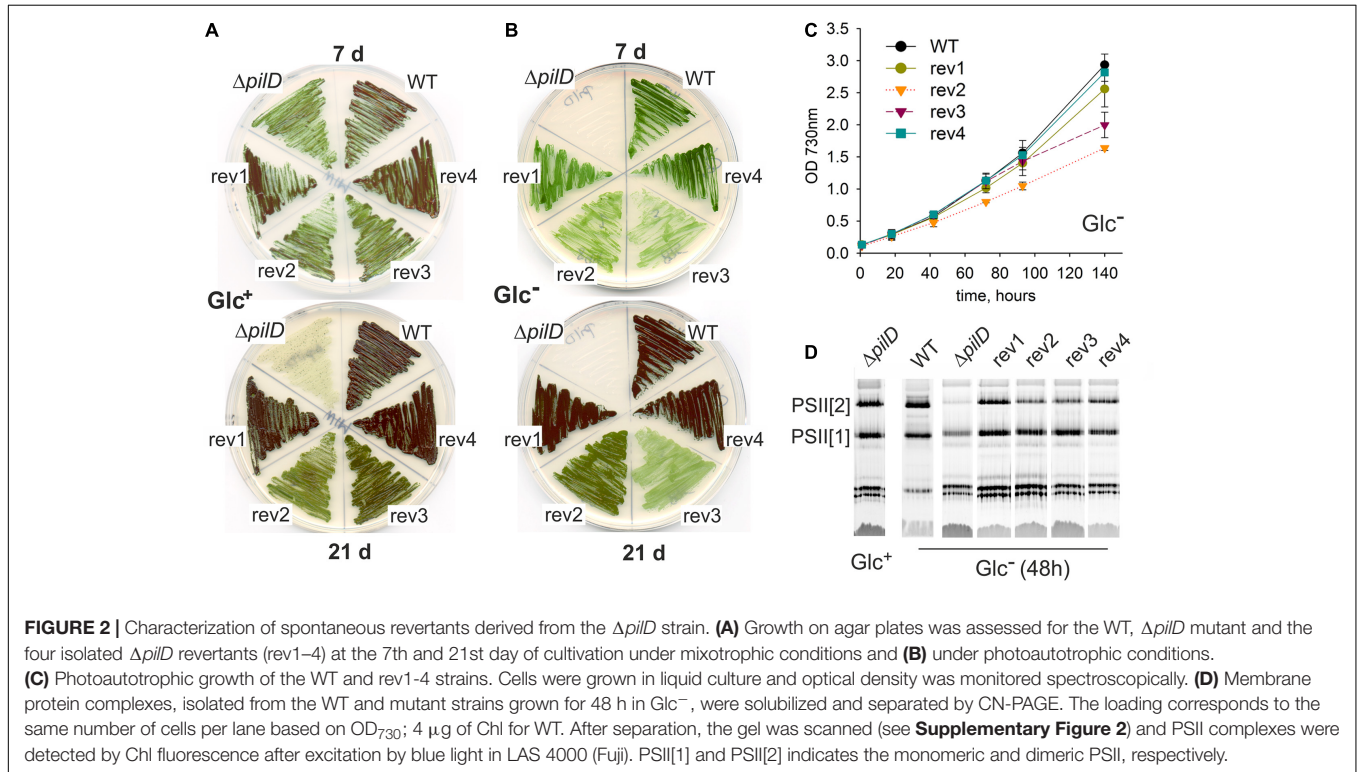 A
7 d
ΔpilD
WT
rev1
rev4
rev2
rev3
Glc⁺
ΔpilD
WT
rev1
rev4
rev2
rev3
21 d
B
7 d
ΔpilD
WT
rev1
rev4
rev2
rev3
Glc⁻
ΔpilD
WT
rev1
rev4
rev2
rev3
21 d
C
WT
rev1
rev2
rev3
rev4
OD 730nm
3.5
3.0
2.5
2.0
1.5
1.0
0.5
0.0
Glc⁻
0 20 40 60 80 100 120 140
time, hours
D
ΔpilD WT ΔpilD rev1 rev2 rev3 rev4
PSII[2]
PSII[1]
Glc⁺ Glc⁻ (48h)
FIGURE 2 | Characterization of spontaneous revertants derived from the ΔpilD strain. (A) Growth on agar plates was assessed for the WT, ΔpilD mutant and the
four isolated ΔpilD revertants (rev1–4) at the 7th and 21st day of cultivation under mixotrophic conditions and (B) under photoautotrophic conditions.
(C) Photoautotrophic growth of the WT and rev1-4 strains. Cells were grown in liquid culture and optical density was monitored spectroscopically. (D) Membrane
protein complexes, isolated from the WT and mutant strains grown for 48 h in Glc⁻, were solubilized and separated by CN-PAGE. The loading corresponds to the
same number of cells per lane based on OD₇₃₀; 4 μg of Chl for WT. After separation, the gel was scanned (see Supplementary Figure 2) and PSII complexes were
detected by Chl fluorescence after excitation by blue light in LAS 4000 (Fuji). PSII[1] and PSII[2] indicates the monomeric and dimeric PSII, respectively.